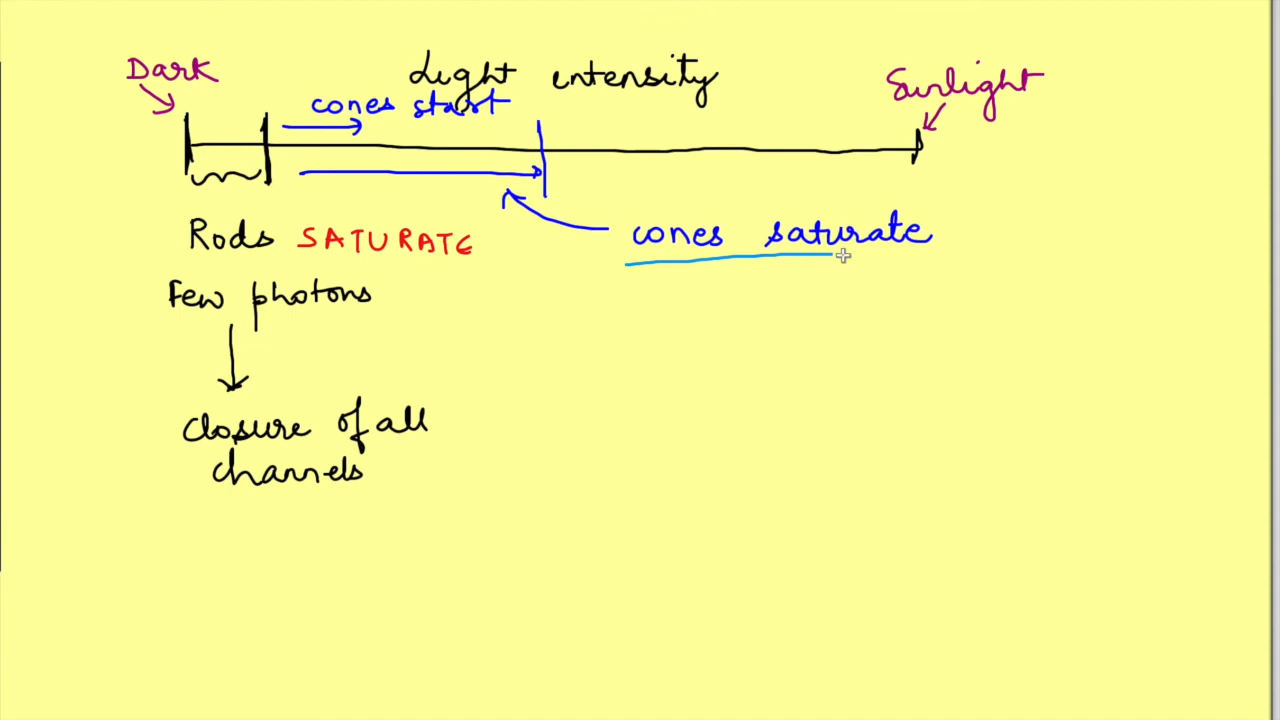 Dark
Light intensity
Sunlight
cones start
Rods SATURATE
cones saturate
Few photons
closure of all
channels